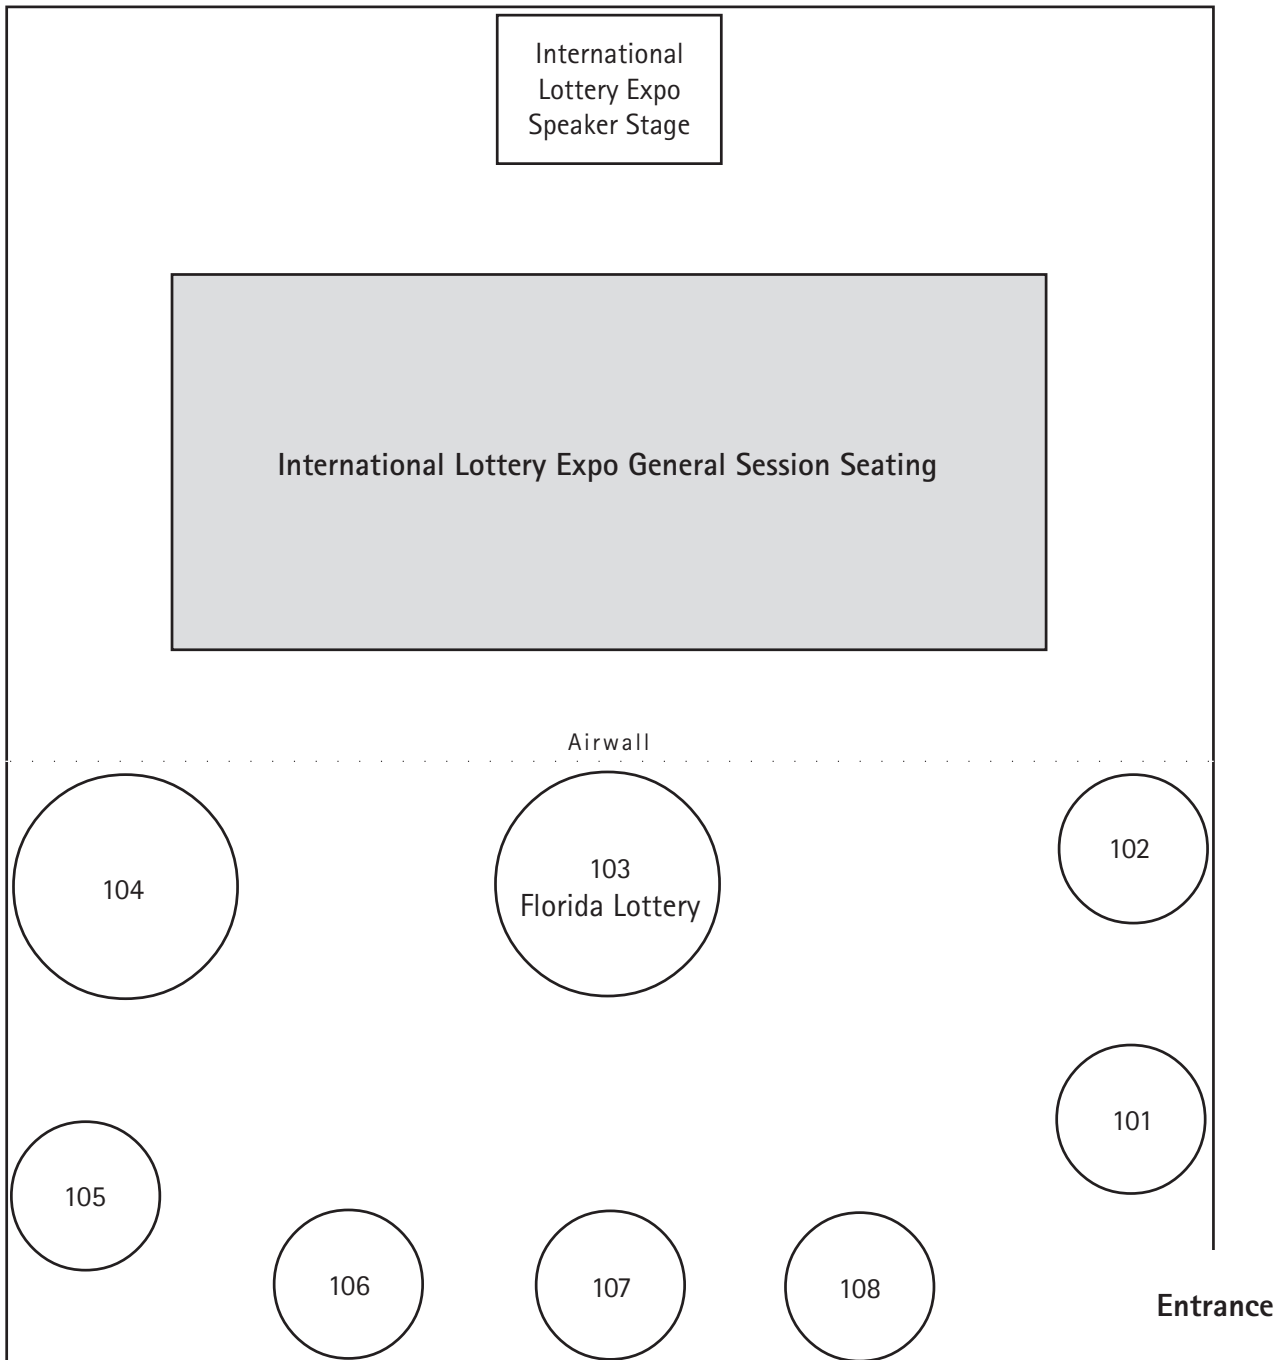 International
Lottery Expo
Speaker Stage
International Lottery Expo General Session Seating
Airwall
104
103
Florida Lottery
102
101
105
106
107
108
Entrance